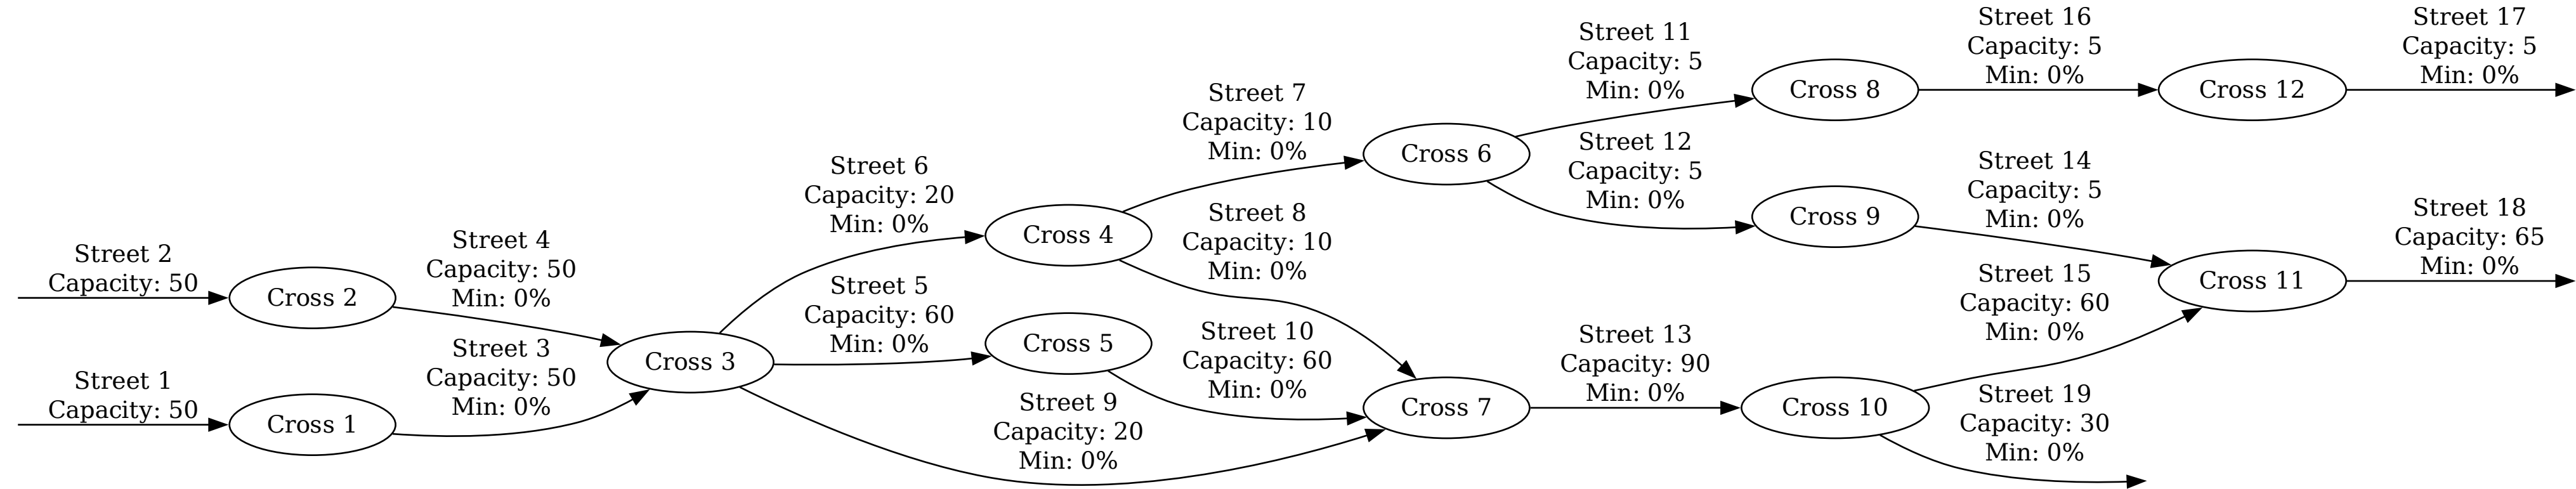 Street 2
Capacity: 50
Street 1
Capacity: 50
Cross 2
Cross 1
Street 4
Capacity: 50
Min: 0%
Street 3
Capacity: 50
Min: 0%
Cross 3
Street 6
Capacity: 20
Min: 0%
Street 5
Capacity: 60
Min: 0%
Street 9
Capacity: 20
Min: 0%
Cross 4
Cross 5
Street 7
Capacity: 10
Min: 0%
Street 8
Capacity: 10
Min: 0%
Street 10
Capacity: 60
Min: 0%
Cross 6
Cross 7
Street 11
Capacity: 5
Min: 0%
Street 12
Capacity: 5
Min: 0%
Street 13
Capacity: 90
Min: 0%
Cross 8
Cross 9
Cross 10
Street 16
Capacity: 5
Min: 0%
Street 14
Capacity: 5
Min: 0%
Street 15
Capacity: 60
Min: 0%
Street 19
Capacity: 30
Min: 0%
Cross 12
Cross 11
Street 17
Capacity: 5
Min: 0%
Street 18
Capacity: 65
Min: 0%